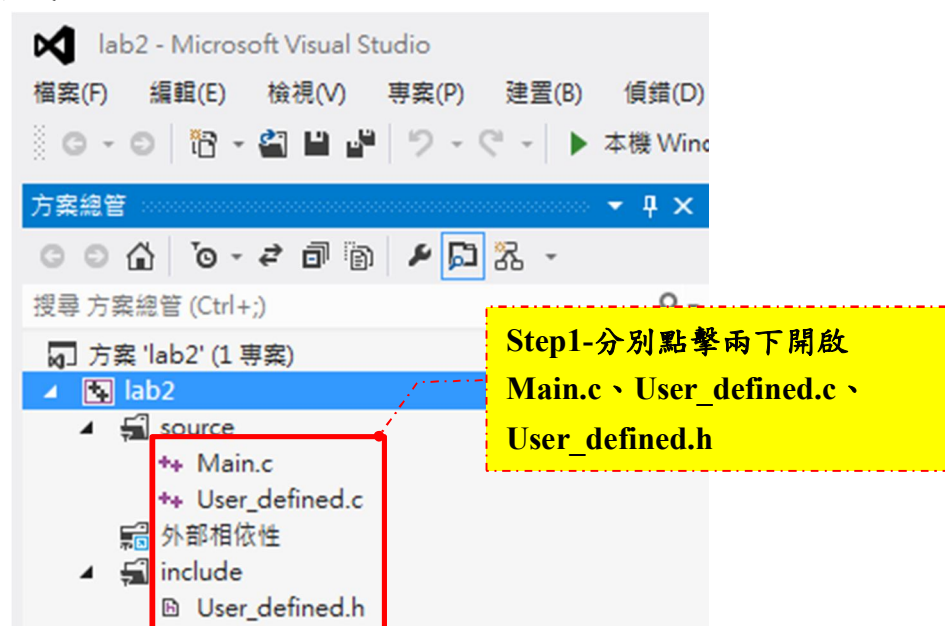 lab2 - Microsoft Visual Studio
檔案(F) 編輯(E) 檢視(V) 專案(P) 建置(B) 偵錯(D)
本機 Winc
方案總管
搜尋 方案總管 (Ctrl+;)
方案 'lab2' (1 專案)
lab2
source
Main.c
User_defined.c
外部相依性
include
User_defined.h
Step1-分別點擊兩下開啟
Main.c、User_defined.c、
User_defined.h